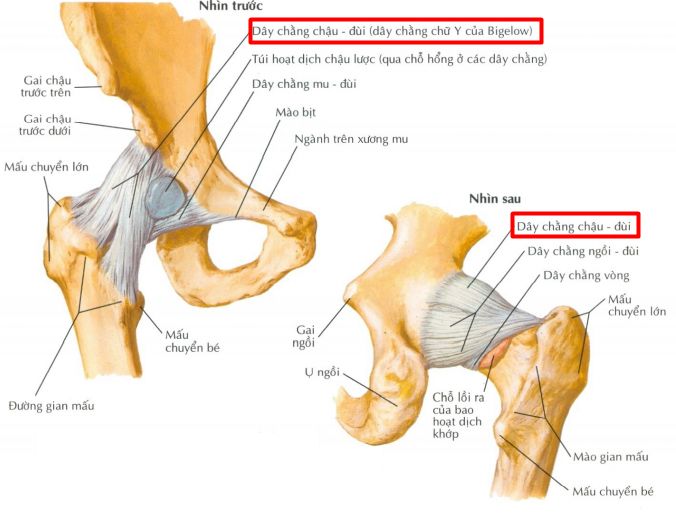 Nhìn trước
Dây chằng chậu - đùi (dây chằng chữ Y của Bigelow)
Túi hoạt dịch chậu lược (qua chỗ hổng ở các dây chằng)
Dây chằng mu - đùi
Mào bịt
Ngành trên xương mu
Gai chậu
trước trên
Gai chậu
trước dưới
Mấu chuyển lớn
Mấu
chuyển bé
Đường gian mấu
Nhìn sau
Dây chằng chậu - đùi
Dây chằng ngồi - đùi
Dây chằng vòng
Mấu
chuyển lớn
Gai
ngồi
Ụ ngồi
Chỗ lồi ra
của bao
hoạt dịch
khớp
Mào gian mấu
Mấu chuyển bé